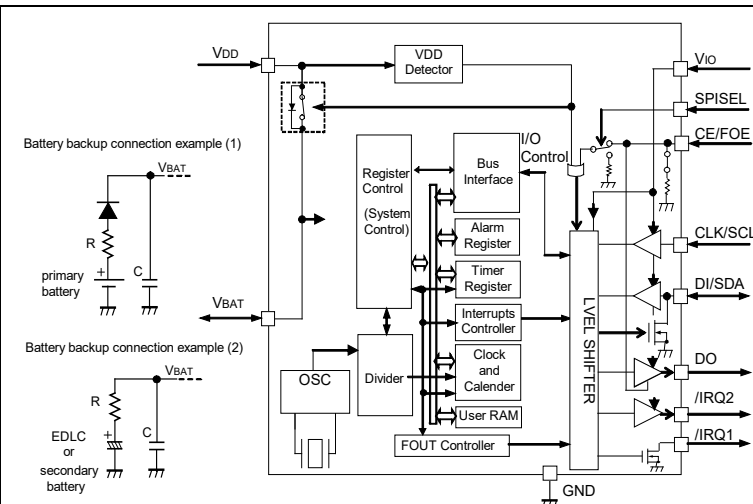 VDD
VDD
Detector
VIO
SPISEL
CE/FOE
I/O
Control
Battery backup connection example (1)
VBAT
R
+
C
primary
battery
Register
Control
(System
Control)
Bus
Interface
Alarm
Register
Timer
Register
Interrupts
Controller
Clock
and
Calender
User RAM
FOUT Controller
Divider
OSC
LVEL SHIFTER
CLK/SCL
DI/SDA
DO
/IRQ2
/IRQ1
VBAT
GND
Battery backup connection example (2)
VBAT
R
+
C
EDLC
or
secondary
battery